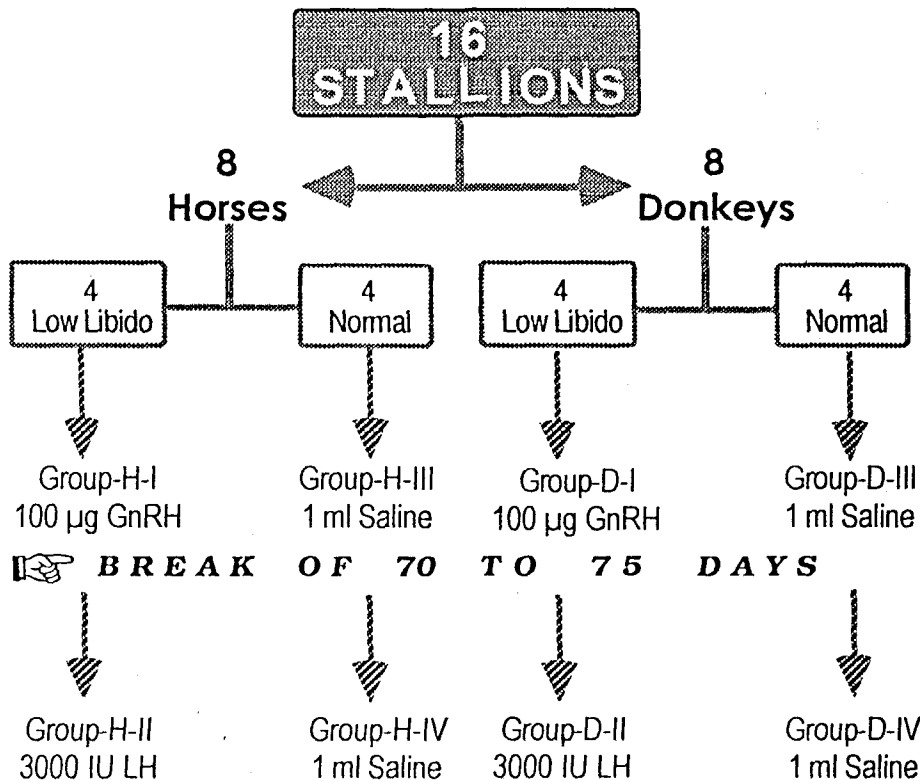 16
STALLIONS
8
Horses
8
Donkeys
4
Low Libido
4
Normal
4
Low Libido
4
Normal
Group-H-I
100 µg GnRH
Group-H-III
1 ml Saline
Group-D-I
100 µg GnRH
Group-D-III
1 ml Saline
BREAK OF 70 TO 75 DAYS
Group-H-II
3000 IU LH
Group-H-IV
1 ml Saline
Group-D-II
3000 IU LH
Group-D-IV
1 ml Saline